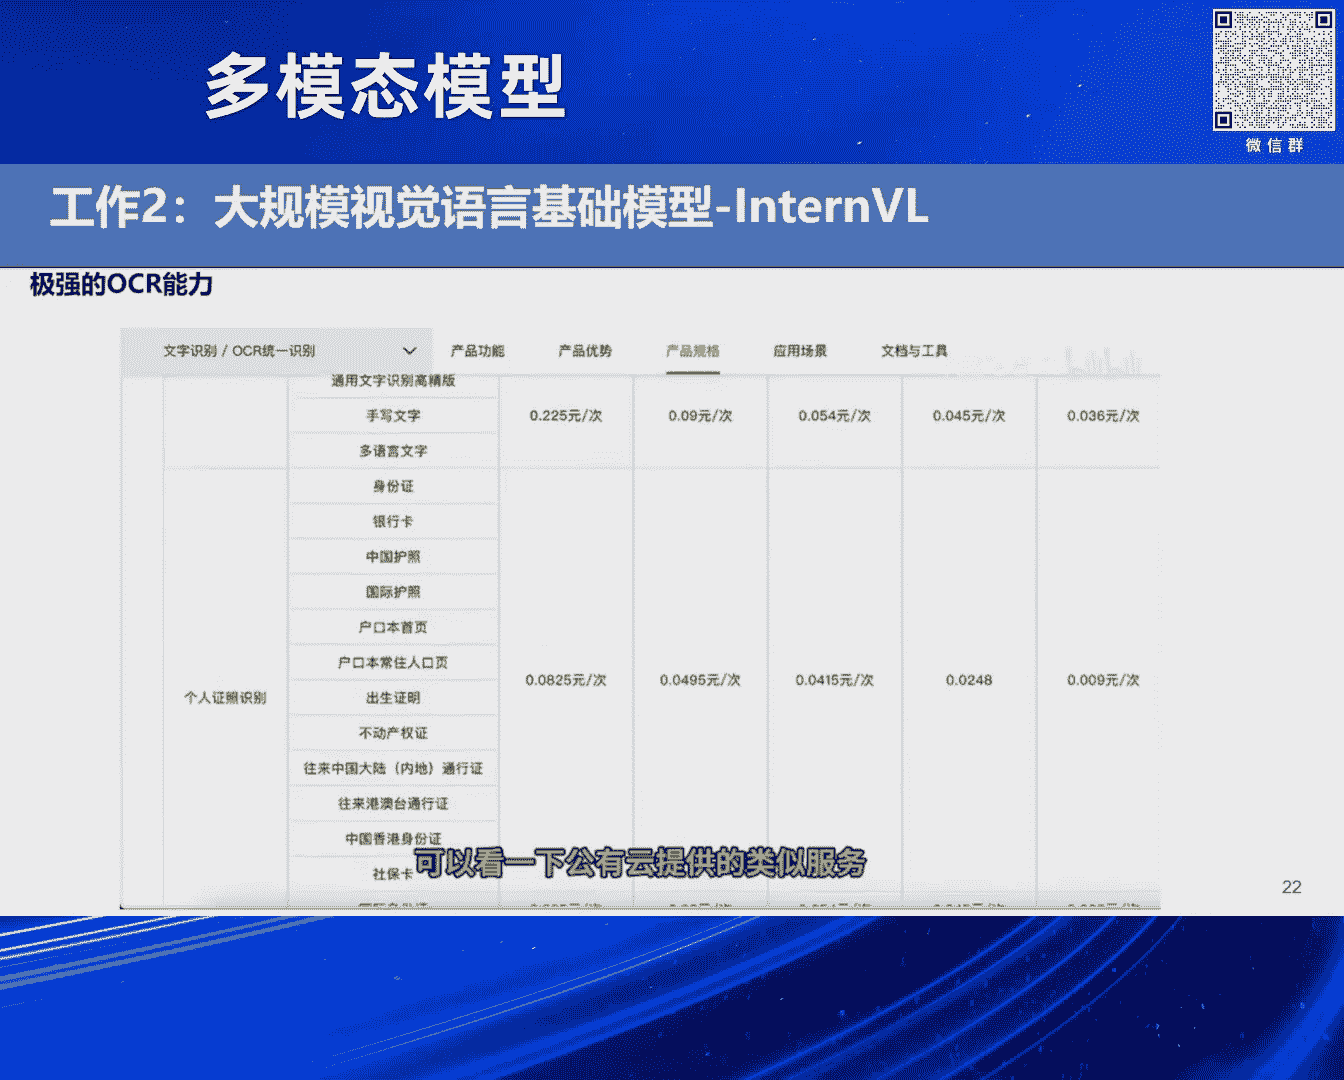 多模态模型
微信群
工作2：大规模视觉语言基础模型-InternVL
极强的OCR能力
文字识别 / OCR统一识别
产品功能
产品优势
产品规格
应用场景
文档与工具
通用文字识别高精版
手写文字
0.225元/次
0.09元/次
0.054元/次
0.045元/次
0.036元/次
多语言文字
身份证
银行卡
中国护照
国际护照
户口本首页
户口本常住人口页
个人证照识别
出生证明
0.0825元/次
0.0495元/次
0.0415元/次
0.0248
0.009元/次
不动产权证
往来中国大陆（内地）通行证
往来港澳台通行证
中国香港身份证
社保卡
可以看一下公有云提供的类似服务
22